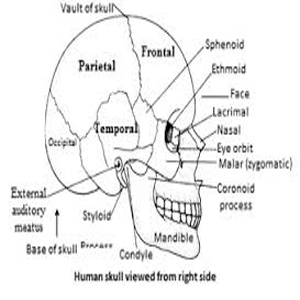 Vault of skull
Frontal
Sphenoid
Parietal
Ethmoid
Face
Lacrimal
Temporal
Nasal
Occipital
Eye orbit
Malar (zygomatic)
External
auditory
meatus
Coronoid
process
Styloid
Process
Mandible
Base of skull
Condyle
Human skull viewed from right side